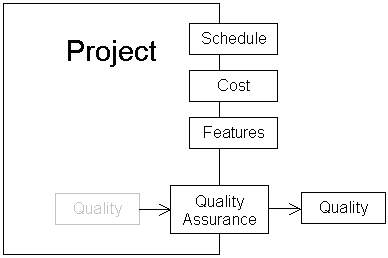 Project
Schedule
Cost
Features
Quality
Quality
Assurance
Quality